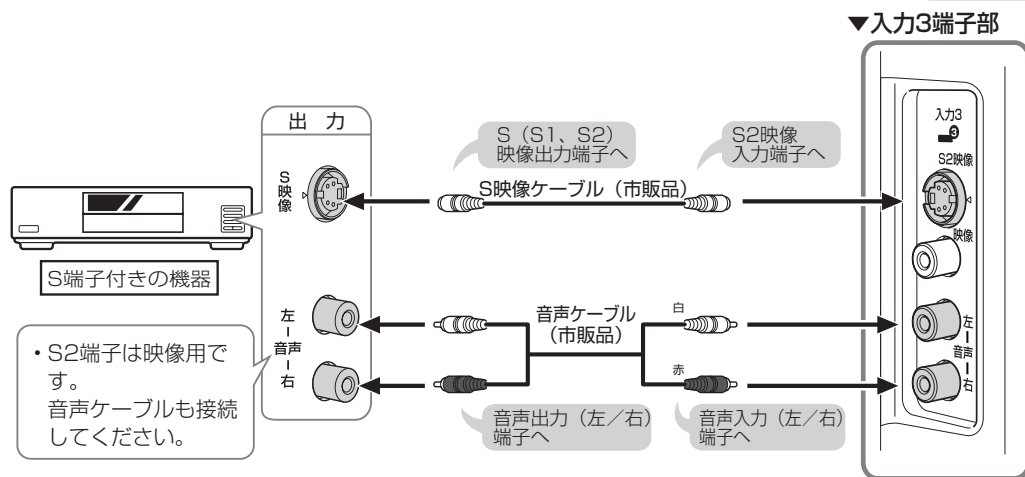 ▼入力3端子部
出 力
S(S1、S2)
映像出力端子へ
S2映像
入力端子へ
入力3
3
S2映像
S映像
S映像ケーブル(市販品)
映像
S端子付きの機器
左
音声
右
音声ケーブル
(市販品)
白
赤
左
音声
右
・S2端子は映像用で
す。
音声ケーブルも接続
してください。
音声出力(左/右)
端子へ
音声入力(左/右)
端子へ